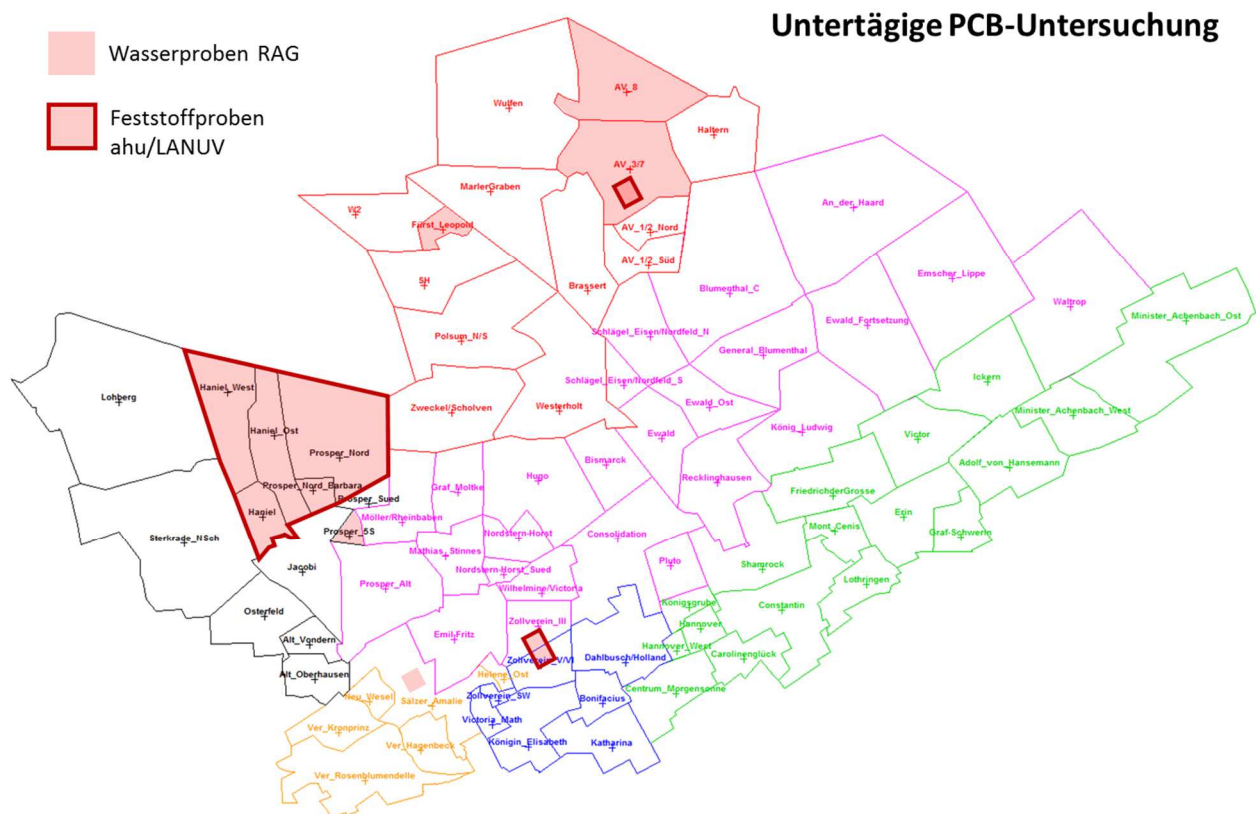 Untertägige PCB-Untersuchung
Wasserproben RAG
Feststoffproben
ahu/LANUV
AV_8
Wulfen
Haltern
AV_3/7
MarlerGraben
W2
Fürst_Leopold
An_der_Haard
AV_1/2_Nord
AV_1/2_Süd
SH
Brassert
Blumenthal_C
Emscher_Lippe
Waltrop
Minister_Achenbach_Ost
Polsum_N/S
Schlägel_Eisen/Nordfeld_N
Ewald_Fortsetzung
General_Blumenthal
Lohberg
Haniel_West
Schlägel_Eisen/Nordfeld_S
Ickern
Zweckel/Scholven
Westerholt
Ewald_Ost
Minister_Achenbach_West
Haniel_Ost
Ewald
König_Ludwig
Victor
Prosper_Nord
Bismarck
Adolf_von_Hansemann
Hugo
Recklinghausen
Prosper_Nord_Barbara
Graf_Moltke
FriedrichderGrosse
Prosper_Sued
Haniel
Möller/Rheinbaben
Erin
Mont_Cenis
Graf-Schwerin
Sterkrade_NSch
Prosper_5S
Nordstern-Horst
Consolidation
Mathias_Stinnes
Jacobi
Nordstern-Horst_Sued
Pluto
Shamrock
Lothringen
Prosper_Alt
Wilhelmine/Victoria
Königsgrube
Constantin
Osterfeld
Zollverein_III
Hannover
Alt_Vondern
Emil-Fritz
Hannover_West
Carolinenglück
Zollverein_V/VI
Dahlbusch/Holland
Alt_Oberhausen
Helene_Ost
Centrum_Morgensonne
Neu_Wesel
Salzer_Amalie
Zollverein_SW
Bonifacius
Ver_Kronprinz
Victoria_Math
Ver_Hagenbeck
Königin_Elisabeth
Katharina
Ver_Rosenblumendelle